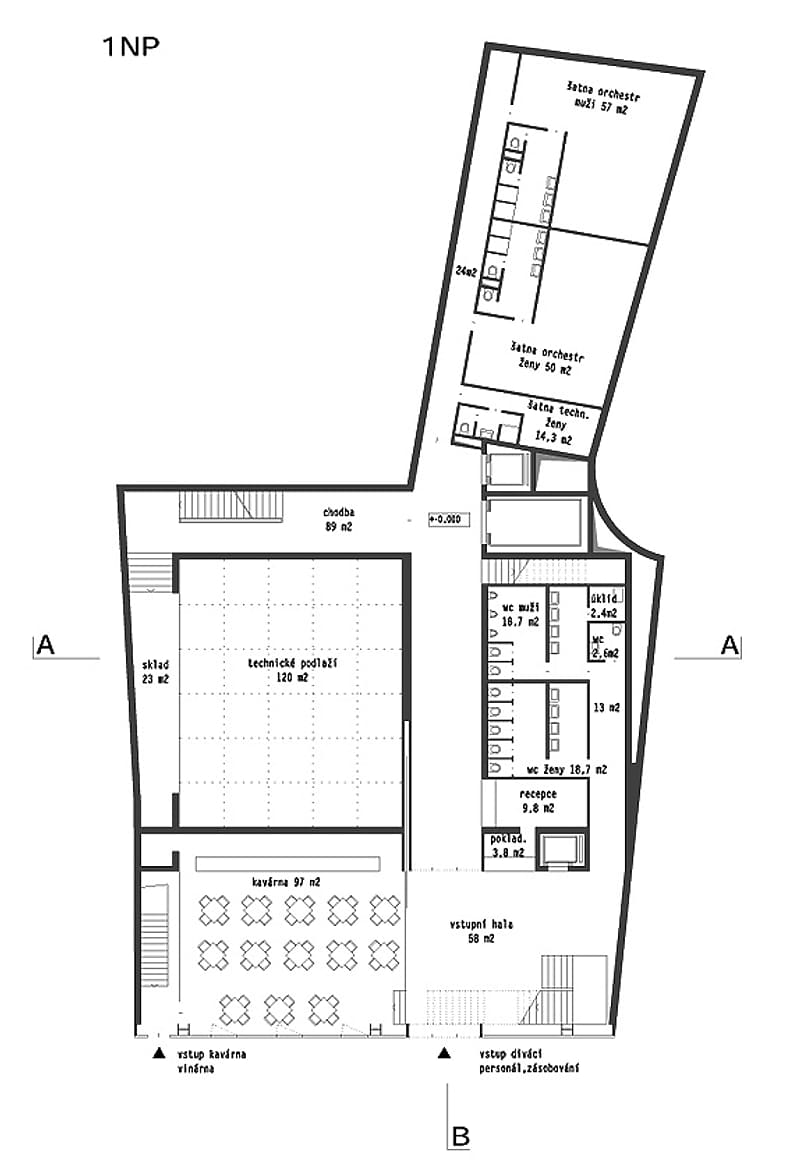 1NP
šatna orchestr
muži 57 m2
24m2
šatna orchestr
ženy 50 m2
šatna techn.
ženy
14,3 m2
chodba
89 m2
+-0.000
wc muži
18.7 m2
úklid
2.4m2
wc
2,6m2
A
A
sklad
23 m2
technické podlaží
120 m2
13 m2
wc ženy 18,7 m2
recepce
9.8 m2
poklad.
3.8 m2
kavárna 97 m2
vstupní hala
58 m2
vstup kavárna
vinárna
vstup diváci
personál,zásobování
B